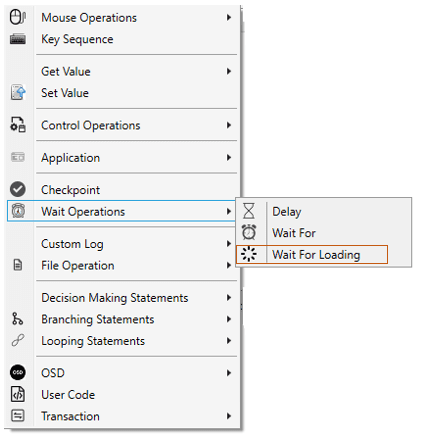 Mouse Operations
Key Sequence
Get Value
Set Value
Control Operations
Application
Checkpoint
Wait Operations
Delay
Wait For
Wait For Loading
Custom Log
File Operation
Decision Making Statements
Branching Statements
Looping Statements
OSD OSD
User Code
Transaction